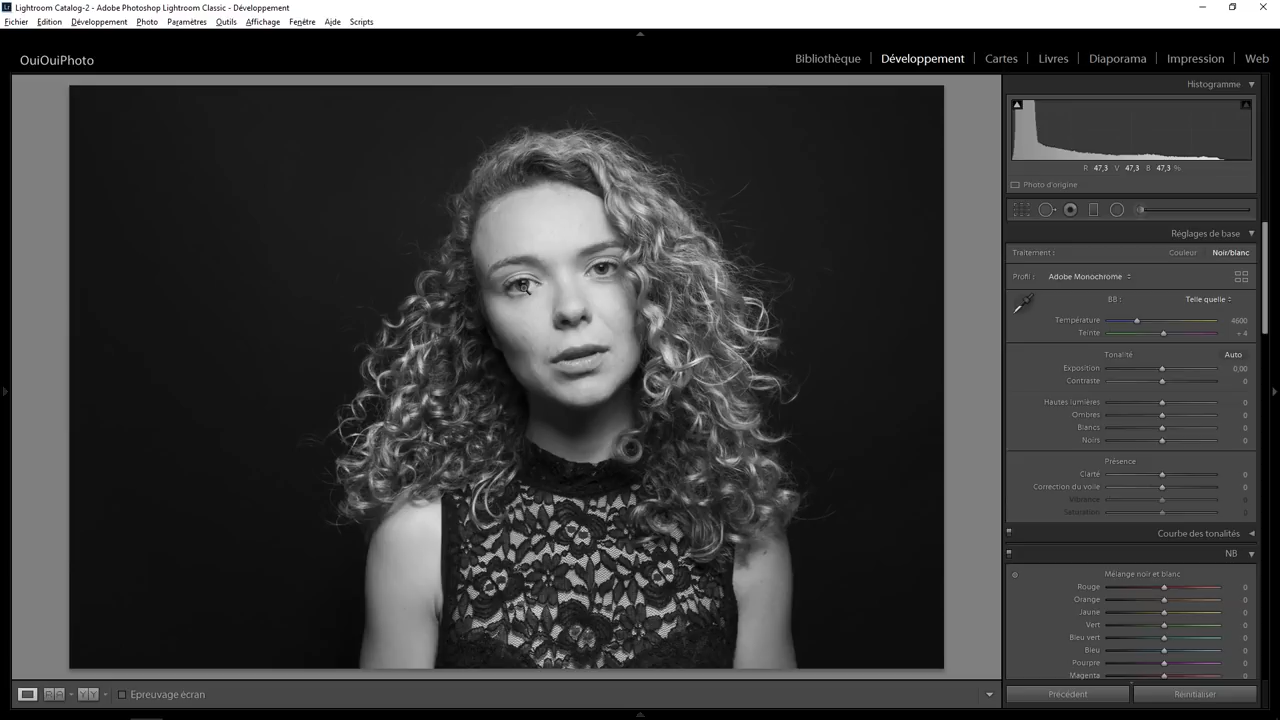 Lightroom Catalog-2 - Adobe Photoshop Lightroom Classic - Développement
Fichier Edition Développement Photo Paramètres Outils Affichage Fenêtre Aide Scripts
OuiOuiPhoto
Bibliothèque Développement Cartes Livres Diaporama Impression Web
Histogramme
R 47,3 V 47,3 B 47,3 %
Photo d'origine
Réglages de base
Traitement : Couleur Noir/blanc
Profil : Adobe Monochrome
BB : Telle quelle
Température 4600
Teinte + 4
Tonalité Auto
Exposition 0,00
Contraste 0
Hautes lumières 0
Ombres 0
Blancs 0
Noirs 0
Présence
Clarté 0
Correction du voile 0
Vibrance 0
Saturation 0
Courbe des tonalités
NB
Mélange noir et blanc
Rouge 0
Orange 0
Jaune 0
Vert 0
Bleu vert 0
Bleu 0
Pourpre 0
Magenta 0
Epreuvage écran
Précédent Réinitialiser